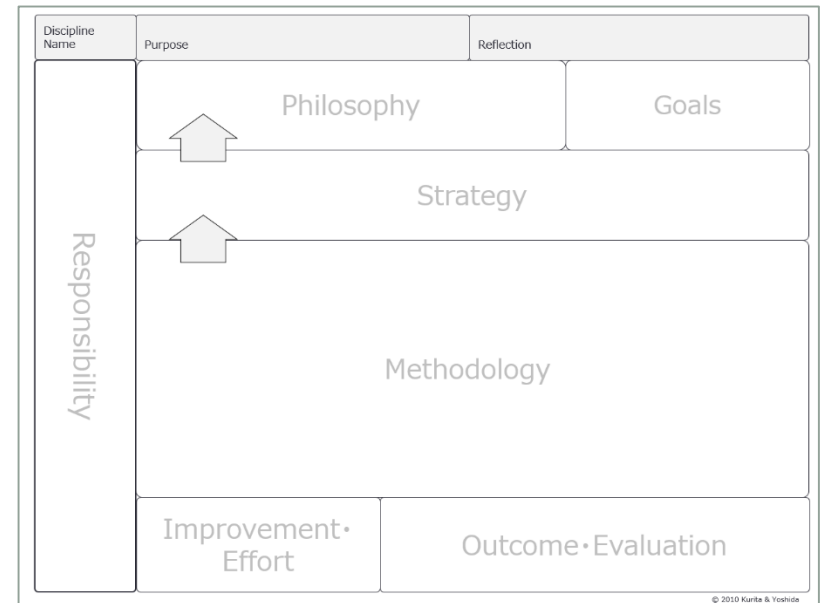 Discipline
Name
Purpose
Reflection
Philosophy
Goals
Strategy
Responsibility
Methodology
Improvement・
Effort
Outcome・Evaluation
© 2010 Kurita & Yoshida